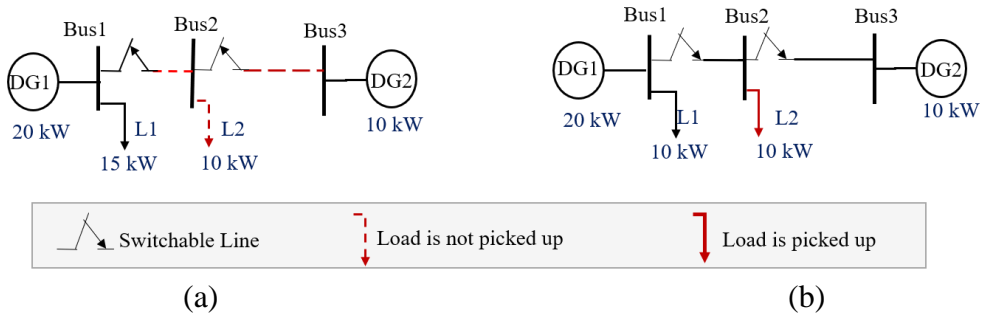 Bus1
Bus2
Bus3
DG1
DG2
20 kW
L1
15 kW
L2
10 kW
10 kW
(a)
Bus1
Bus2
Bus3
DG1
DG2
20 kW
L1
10 kW
L2
10 kW
10 kW
(b)
Switchable Line
Load is not picked up
Load is picked up